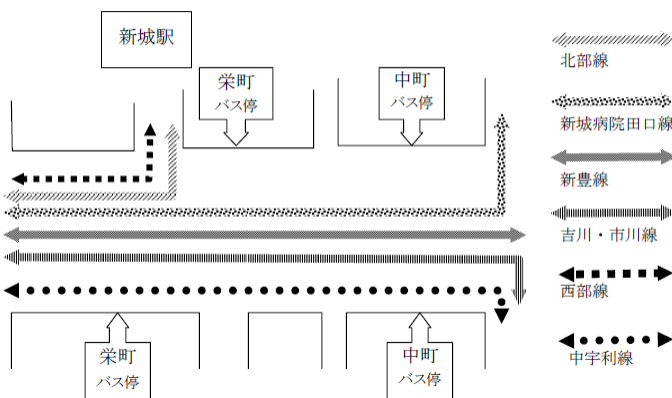 新城駅
栄町
バス停
中町
バス停
北部線
新城病院田口線
新豊線
吉川・市川線
西部線
中宇利線
栄町
バス停
中町
バス停